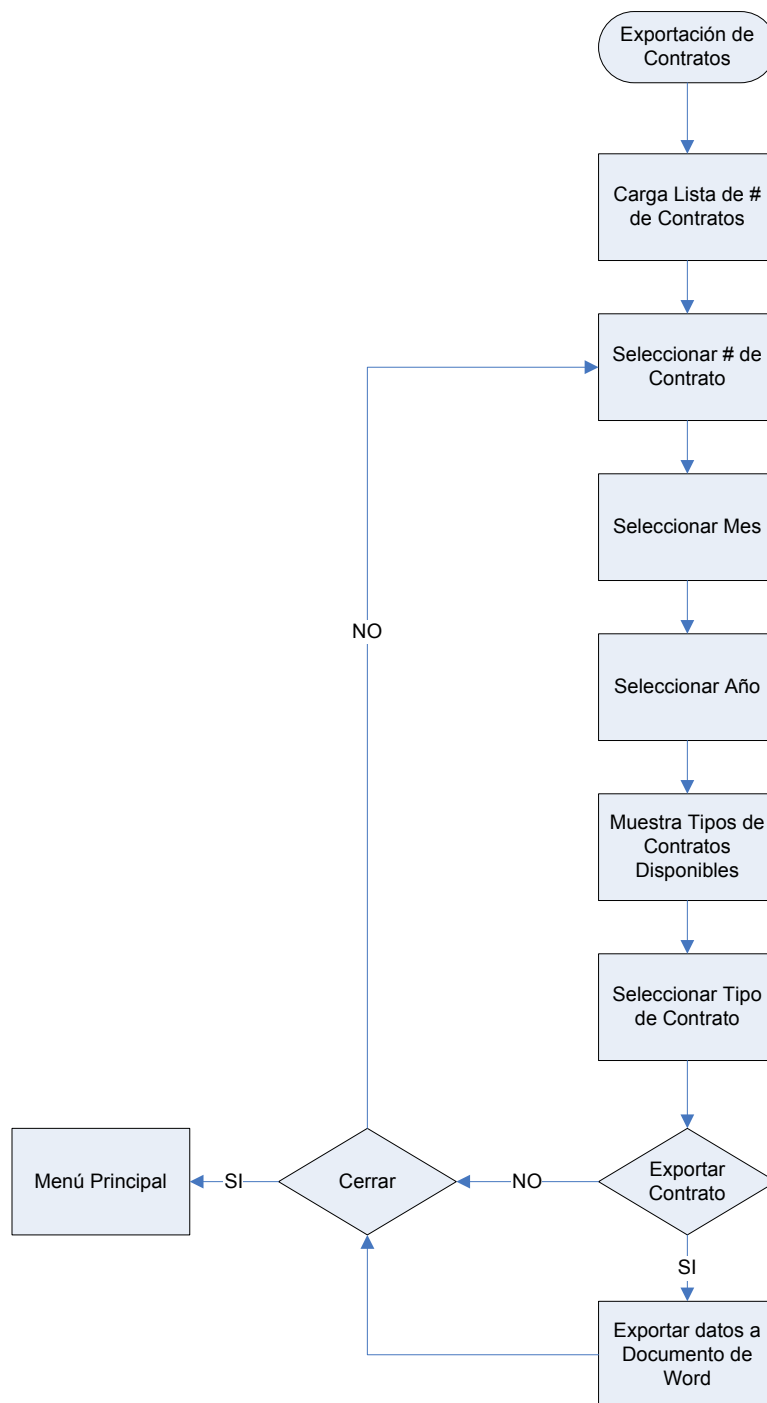 Exportación de
Contratos
Carga Lista de #
de Contratos
Seleccionar # de
Contrato
Seleccionar Mes
NO
Seleccionar Año
Muestra Tipos de
Contratos
Disponibles
Seleccionar Tipo
de Contrato
Menú Principal
SI
Cerrar
NO
Exportar
Contrato
SI
Exportar datos a
Documento de
Word